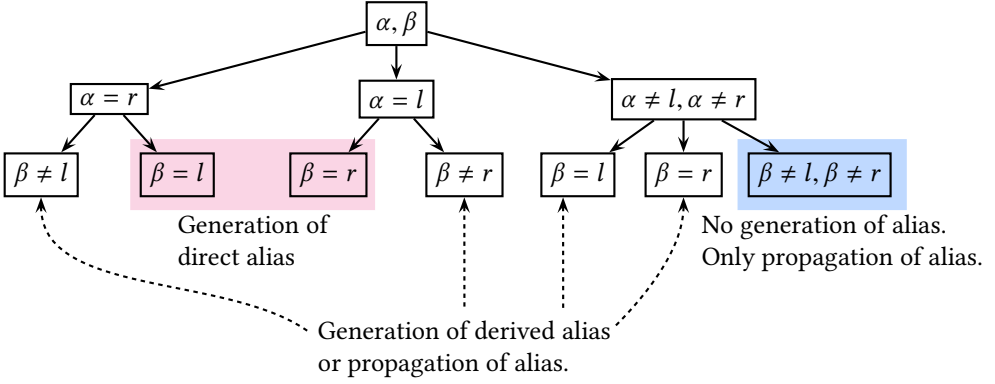 α, β
α = r
α = l
α ≠ l, α ≠ r
β ≠ l
β = l
β = r
β ≠ r
β = l
β = r
β ≠ l, β ≠ r
Generation of
direct alias
No generation of alias.
Only propagation of alias.
Generation of derived alias
or propagation of alias.